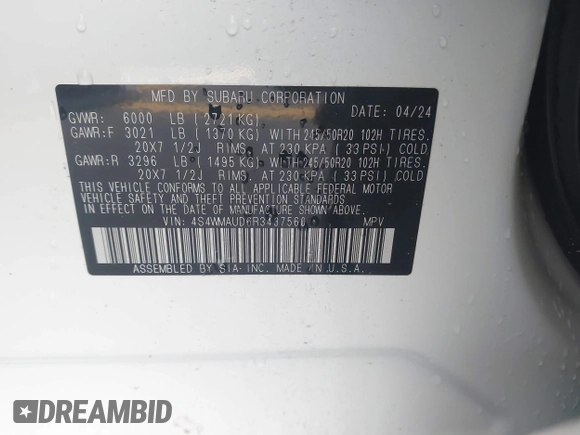 MFD BY SUBARU CORPORATION
DATE: 04/24
GVWR: 6000 LB ( 2721 KG)
GAWR:F 3021 LB ( 1370 KG) WITH 245/50R20 102H TIRES.
20X7 1/2J RIMS, AT 230 KPA ( 33 PSI) COLD
GAWR:R 3296 LB ( 1495 KG) WITH 245/50R20 102H TIRES.
20X7 1/2J RIMS, AT 230 KPA ( 33 PSI) COLD
THIS VEHICLE CONFORMS TO ALL APPLICABLE FEDERAL MOTOR
VEHICLE SAFETY AND THEFT PREVENTION STANDARDS
IN EFFECT ON THE DATE OF MANUFACTURE SHOWN ABOVE.
VIN: 4S4WMAUD6R3437560 MPV
ASSEMBLED BY SIA, INC. MADE IN U.S.A.
DREAMBID